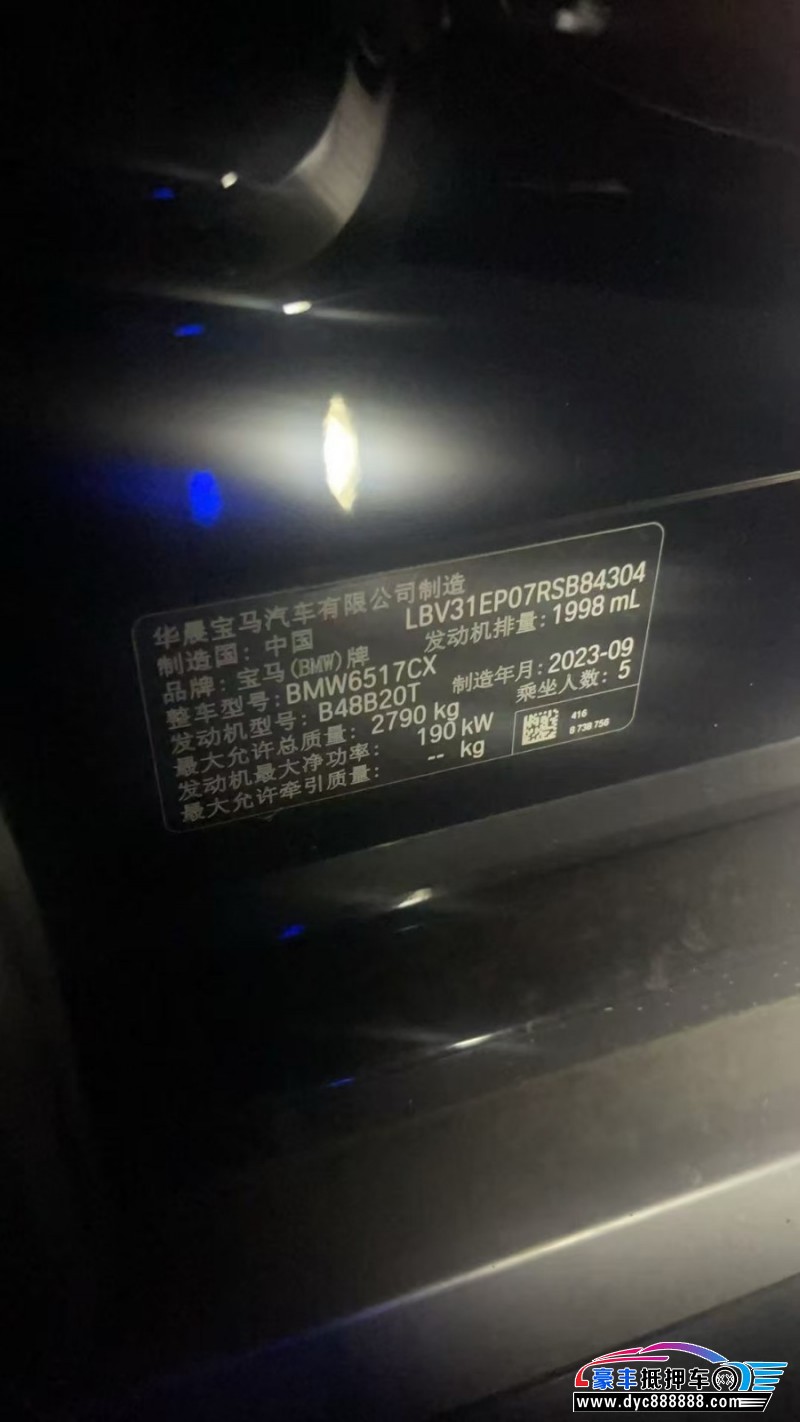 华晨宝马汽车有限公司制造
制造国：中国 LBV31EP07RSB84304
品牌：宝马(BMW)牌 发动机排量：1998 mL
整车型号：BMW6517CX
发动机型号：B48B20T 制造年月：2023-09
最大允许总质量：2790 kg 乘坐人数：5
发动机最大净功率：190 kW
最大允许牵引质量：-- kg
416
8 738 756
豪丰抵押车
www.dyc888888.com